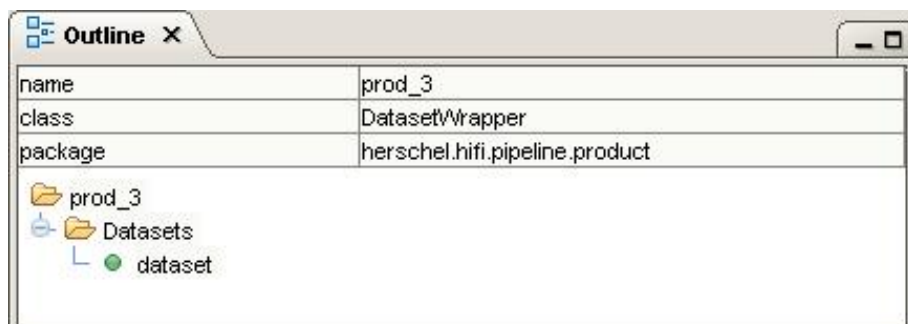 Outline
name prod_3
class DatasetWrapper
package herschel.hifi.pipeline.product
prod_3
Datasets
dataset